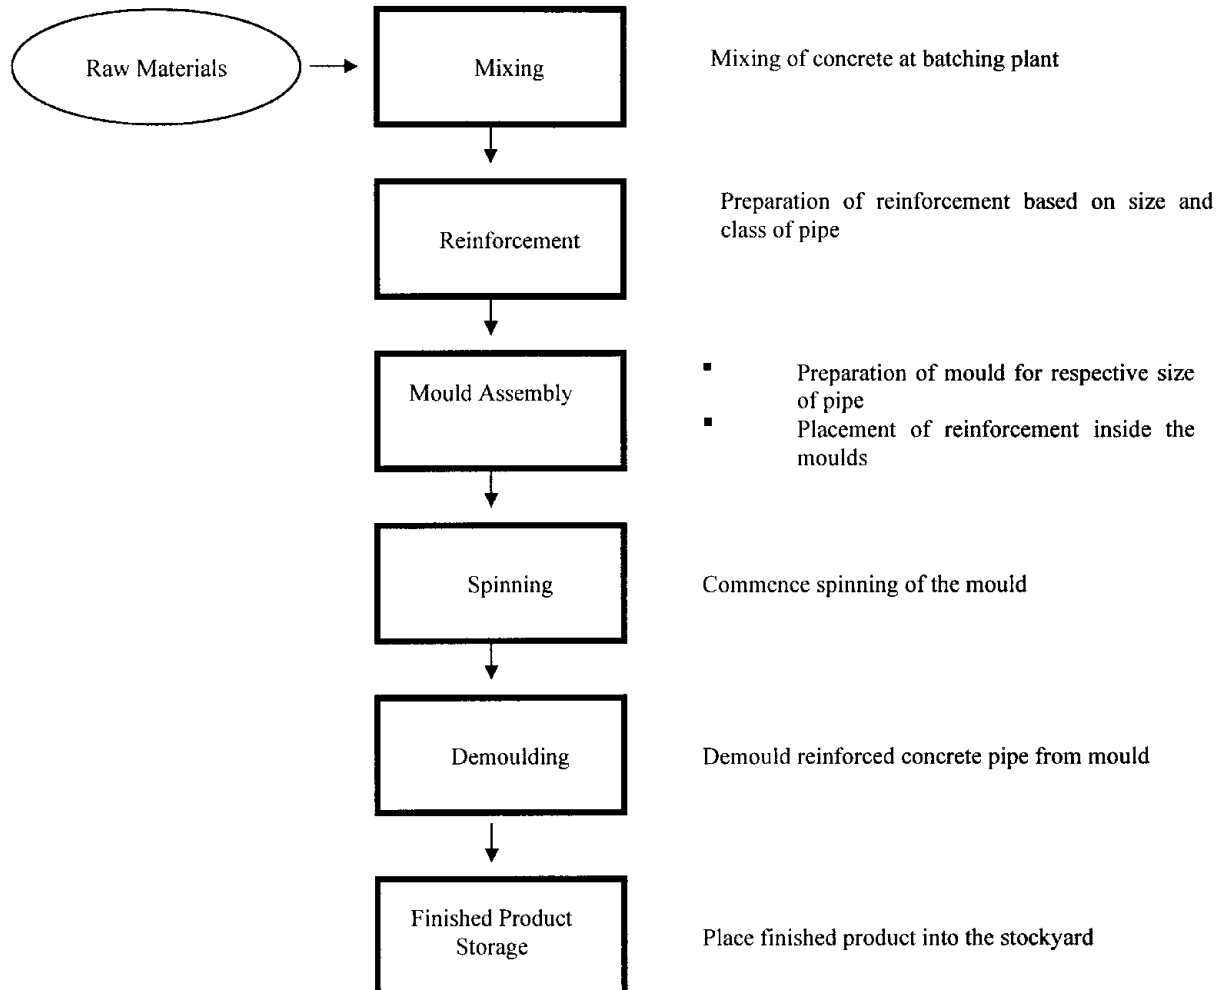 Raw Materials
Mixing
Mixing of concrete at batching plant
Reinforcement
Preparation of reinforcement based on size and
class of pipe
Mould Assembly
▪ Preparation of mould for respective size
of pipe
▪ Placement of reinforcement inside the
moulds
Spinning
Commence spinning of the mould
Demoulding
Demould reinforced concrete pipe from mould
Finished Product
Storage
Place finished product into the stockyard